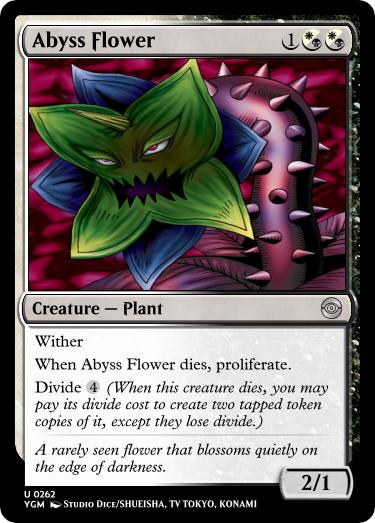 Abyss Flower 1
Creature — Plant
Wither
When Abyss Flower dies, proliferate.
Divide 4 (When this creature dies, you may
pay its divide cost to create two tapped token
copies of it, except they lose divide.)
A rarely seen flower that blossoms quietly on
the edge of darkness.
2/1
U 0262
YGM Studio Dice/SHUEISHA, TV TOKYO, KONAMI